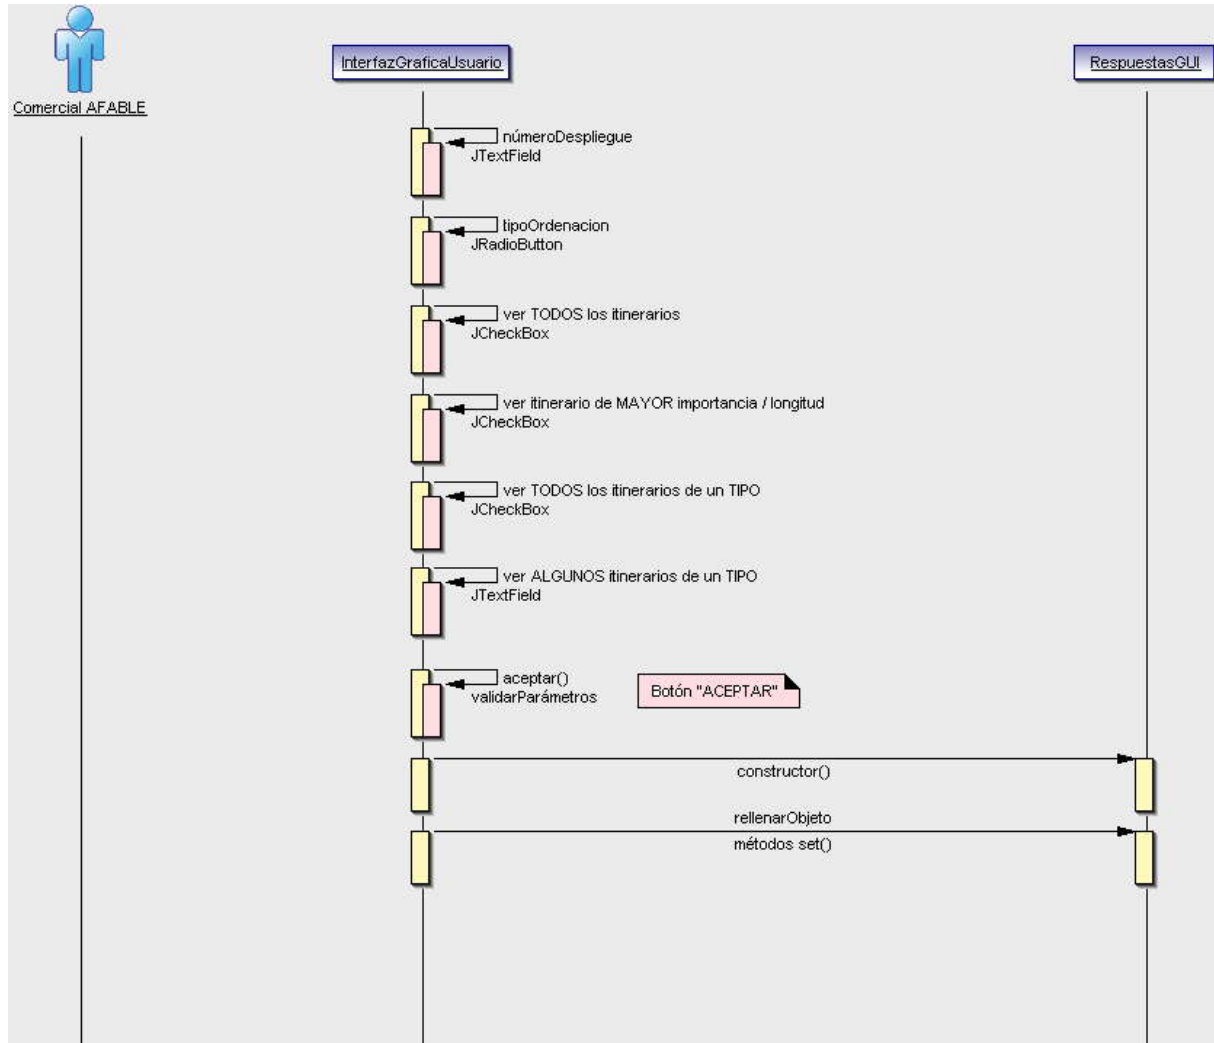 InterfazGraficaUsuario
RespuestasGUI
Comercial AFABLE
númeroDespliegue
JTextField
tipoOrdenacion
JRadioButton
ver TODOS los itinerarios
JCheckBox
ver itinerario de MAYOR importancia / longitud
JCheckBox
ver TODOS los itinerarios de un TIPO
JCheckBox
ver ALGUNOS itinerarios de un TIPO
JTextField
aceptar()
validarParámetros
Botón "ACEPTAR"
constructor()
rellenarObjeto
métodos set()